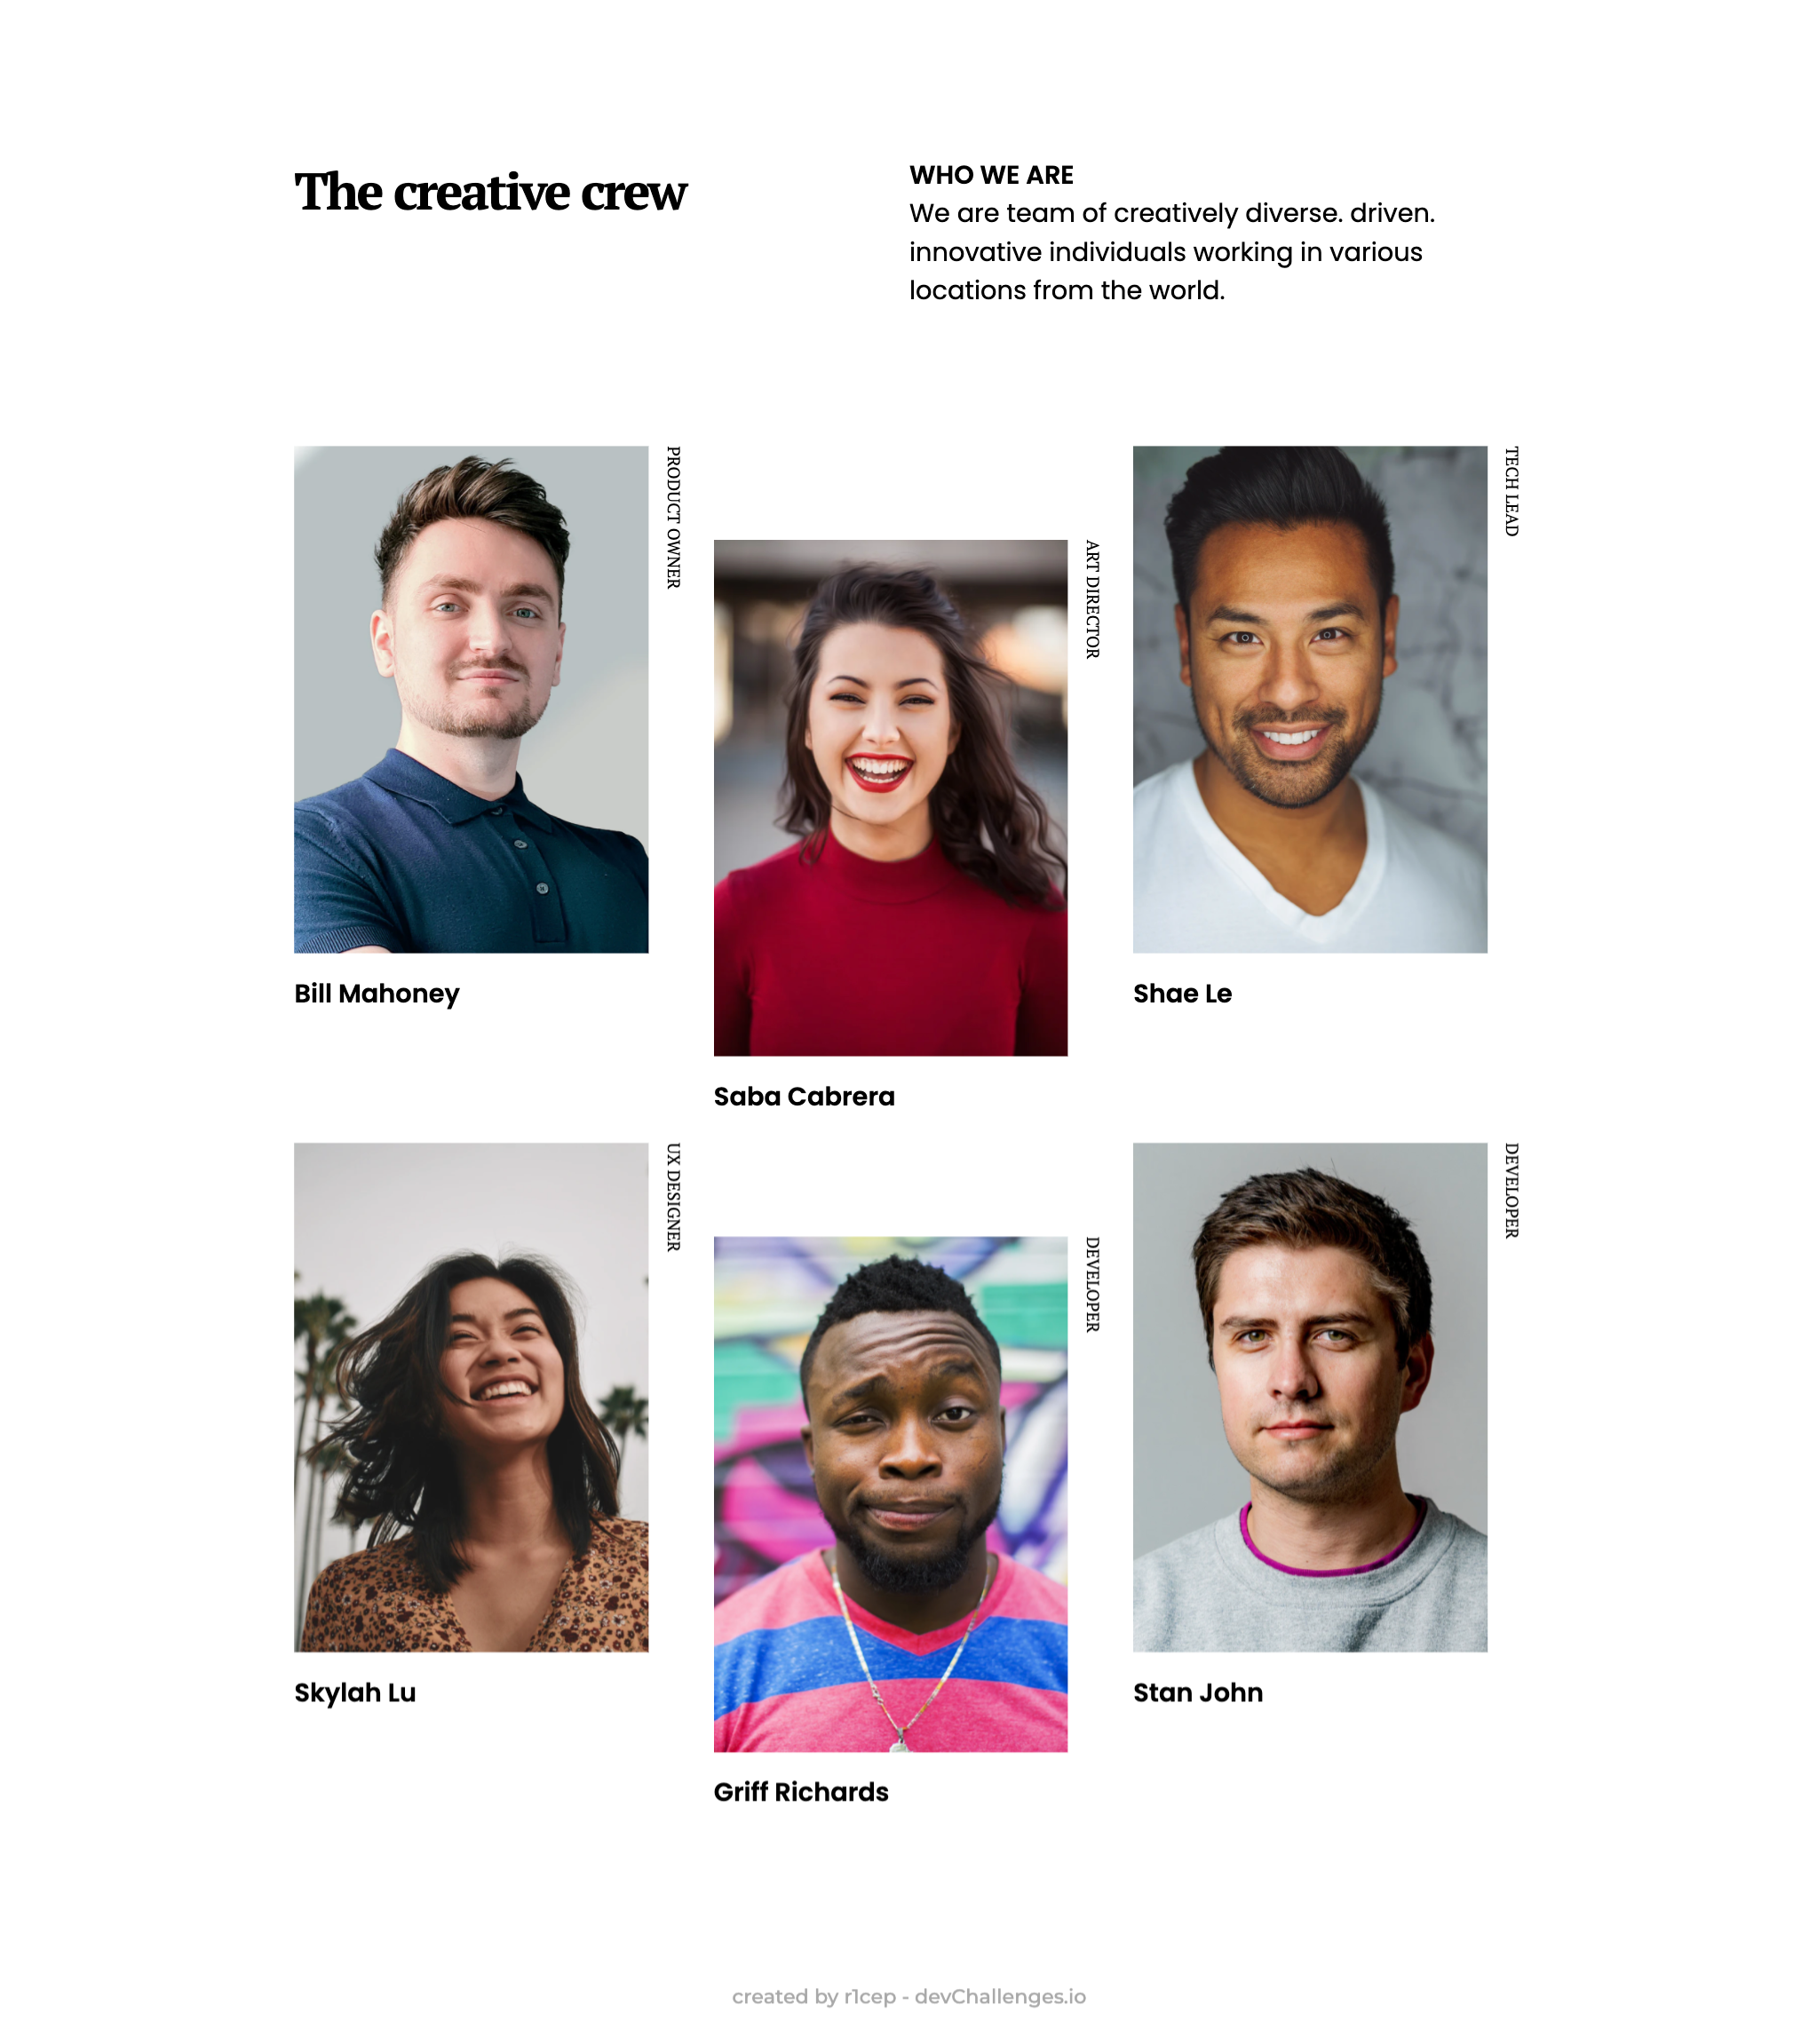 The creative crew
WHO WE ARE
We are team of creatively diverse. driven.
innovative individuals working in various
locations from the world.
PRODUCT OWNER
Bill Mahoney
ART DIRECTOR
Saba Cabrera
TECH LEAD
Shae Le
UX DESIGNER
Skylah Lu
DEVELOPER
Griff Richards
DEVELOPER
Stan John
created by r1cep - devChallenges.io